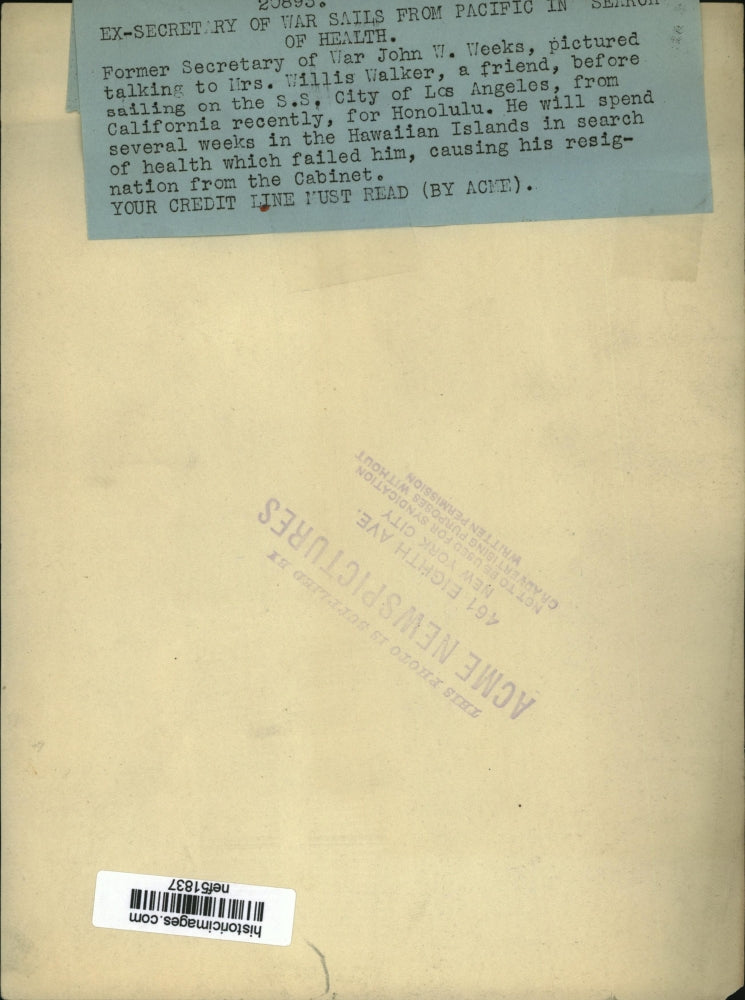 20893.
EX-SECRETARY OF WAR SAILS FROM PACIFIC IN SEARCH
OF HEALTH.
Former Secretary of War John W. Weeks, pictured
talking to Mrs. Willis Walker, a friend, before
sailing on the S.S. City of Los Angeles, from
California recently, for Honolulu. He will spend
several weeks in the Hawaiian Islands in search
of health which failed him, causing his resig-
nation from the Cabinet.
YOUR CREDIT LINE MUST READ (BY ACME).
THIS PHOTO IS SUPPLIED BY
ACME NEWSPICTURES
461 EIGHTH AVE.
NEW YORK CITY
NOT TO BE USED FOR SYNDICATION
OR ADVERTISING PURPOSES WITHOUT
WRITTEN PERMISSION
historicimages.com
nef51837